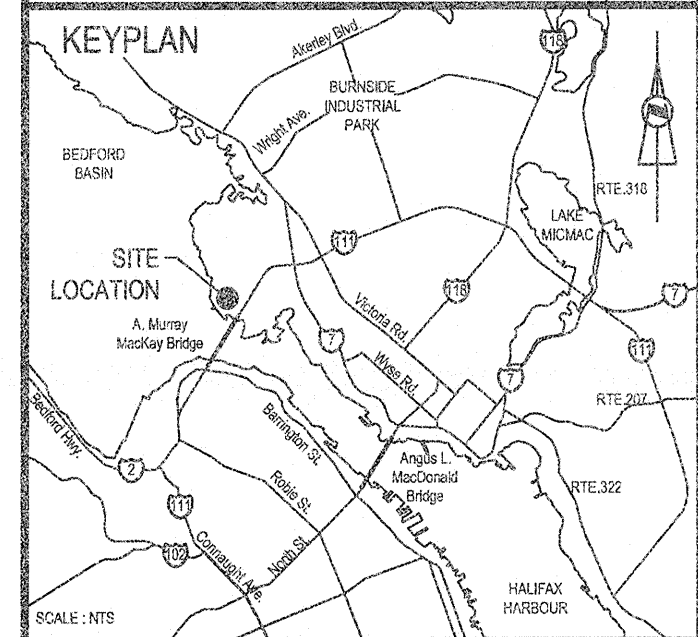 KEYPLAN
Akerley Blvd.
118
BURNSIDE
INDUSTRIAL
PARK
Wright Ave.
BEDFORD
BASIN
RTE.318
LAKE
MICMAC
111
SITE
LOCATION
118
7
A. Murray
MacKay Bridge
Victoria Rd.
7
Wyse Rd.
111
7
RTE.207
Bedford Hwy.
Barrington St.
2
Angus L.
MacDonald
Bridge
Robie St.
RTE.322
111
102
Connaught Ave.
North St.
HALIFAX
HARBOUR
SCALE : NTS